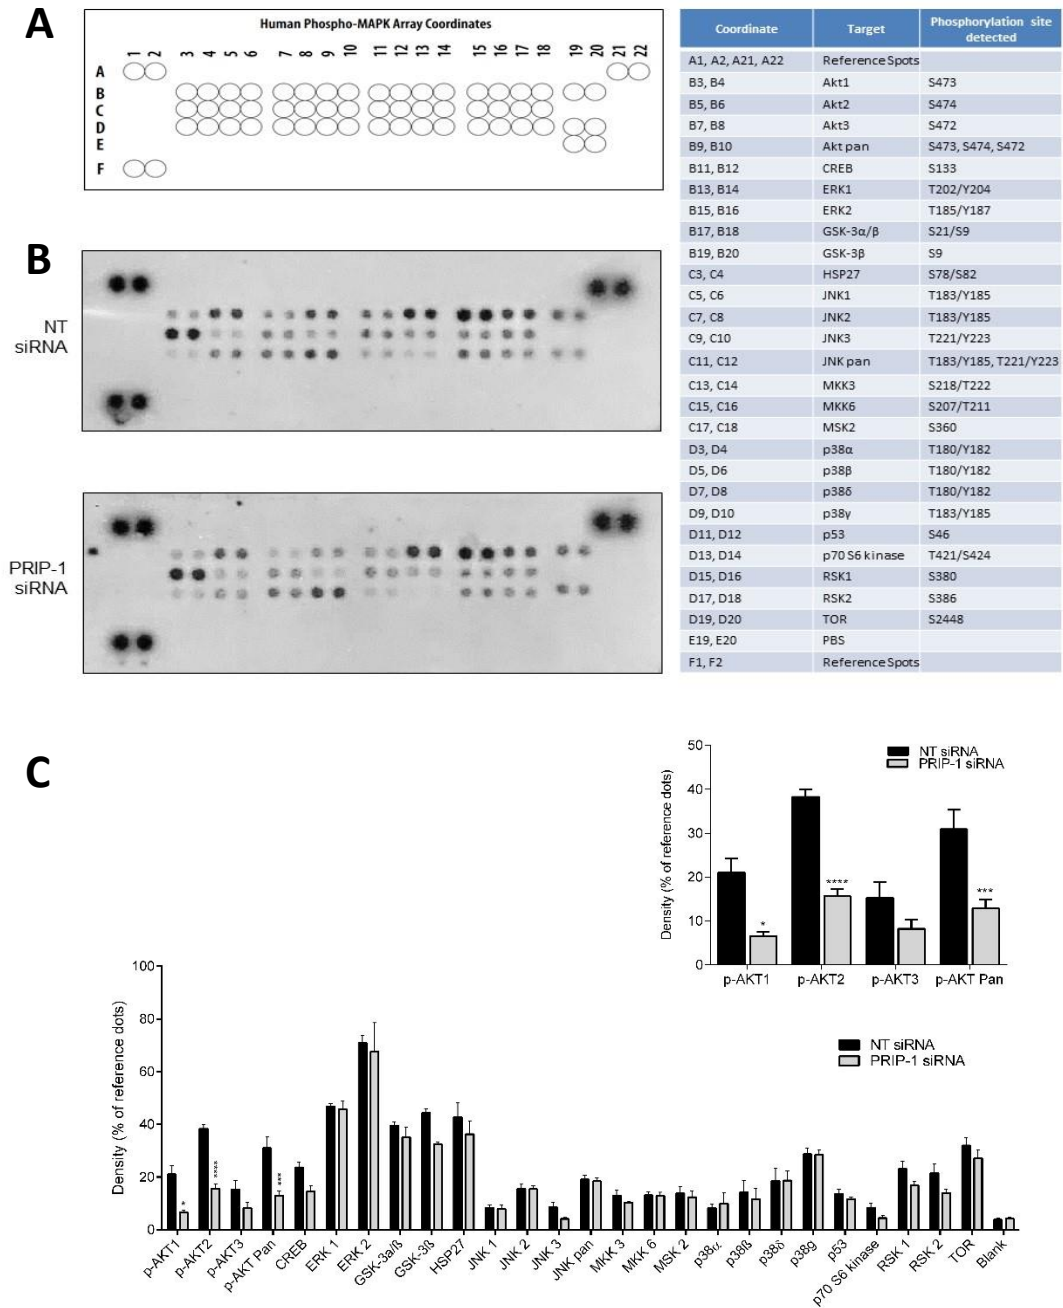 A
Human Phospho-MAPK Array Coordinates
1 2 3 4 5 6 7 8 9 10 11 12 13 14 15 16 17 18 19 20 21 22
A
B
C
D
E
F
Coordinate Target Phosphorylation site detected
A1, A2, A21, A22 Reference Spots
B3, B4 Akt1 S473
B5, B6 Akt2 S474
B7, B8 Akt3 S472
B9, B10 Akt pan S473, S474, S472
B11, B12 CREB S133
B13, B14 ERK1 T202/Y204
B15, B16 ERK2 T185/Y187
B17, B18 GSK-3α/β S21/S9
B19, B20 GSK-3β S9
C3, C4 HSP27 S78/S82
C5, C6 JNK1 T183/Y185
C7, C8 JNK2 T183/Y185
C9, C10 JNK3 T221/Y223
C11, C12 JNK pan T183/Y185, T221/Y223
C13, C14 MKK3 S218/T222
C15, C16 MKK6 S207/T211
C17, C18 MSK2 S360
D3, D4 p38α T180/Y182
D5, D6 p38β T180/Y182
D7, D8 p38δ T180/Y182
D9, D10 p38γ T183/Y185
D11, D12 p53 S46
D13, D14 p70 S6 kinase T421/S424
D15, D16 RSK1 S380
D17, D18 RSK2 S386
D19, D20 TOR S2448
E19, E20 PBS
F1, F2 Reference Spots
B
NT
siRNA
PRIP-1
siRNA
C
Density (% of reference dots)
50
40
30
20
10
0
NT siRNA
PRIP-1 siRNA
* **** ***
p-AKT1 p-AKT2 p-AKT3 p-AKT Pan
Density (% of reference dots)
100
80
60
40
20
0
NT siRNA
PRIP-1 siRNA
* **** ***
p-AKT1 p-AKT2 p-AKT3 p-AKT Pan CREB ERK 1 ERK 2 GSK-3a/ß GSK-3ß HSP27 JNK 1 JNK 2 JNK 3 JNK pan MKK 3 MKK 6 MSK 2 p38α p38ß p38δ p38g p53 p70 S6 kinase RSK 1 RSK 2 TOR Blank